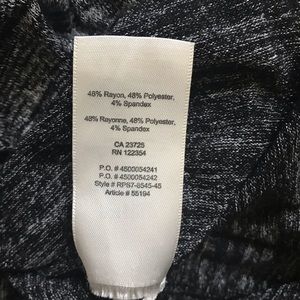 48% Rayon, 48% Polyester,
4% Spandex
48% Rayonne, 48% Polyester,
4% Spandex
CA 23725
RN 122354
P.O. # 4500054241
P.O. # 4500054242
Style # RPS7-8545-45
Article # 55194